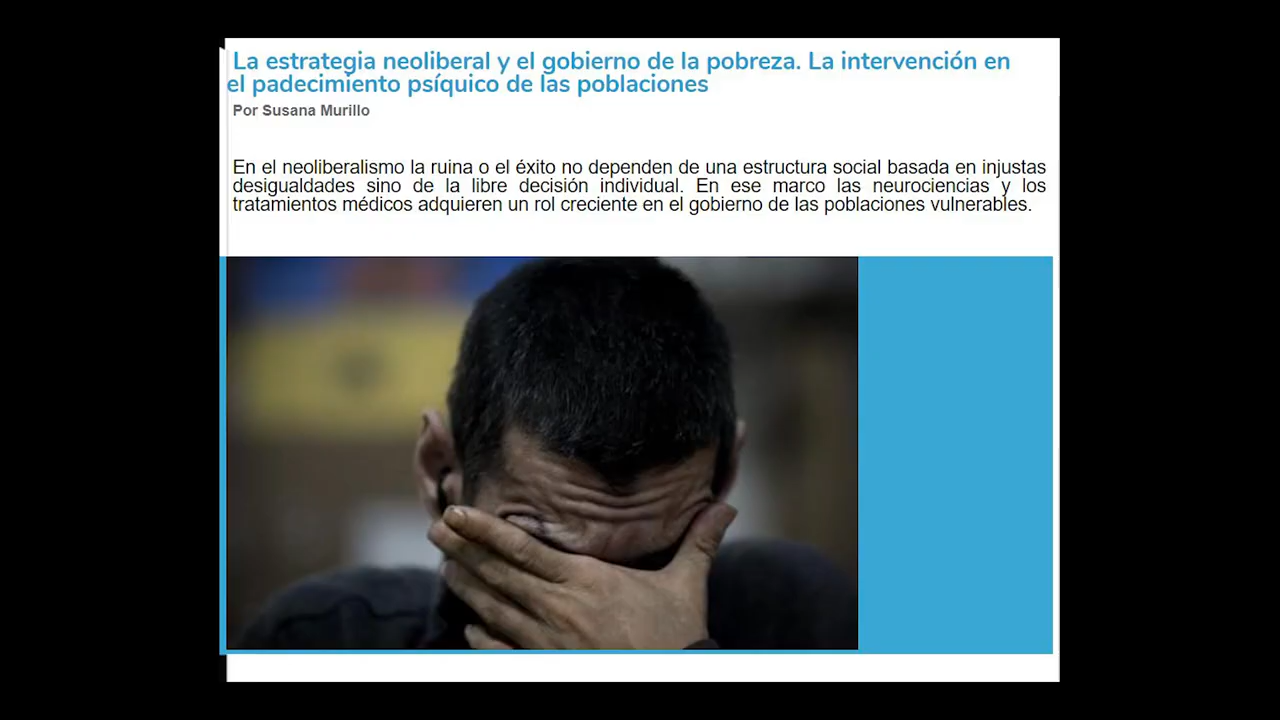 La estrategia neoliberal y el gobierno de la pobreza. La intervención en
el padecimiento psíquico de las poblaciones
Por Susana Murillo
En el neoliberalismo la ruina o el éxito no dependen de una estructura social basada en injustas
desigualdades sino de la libre decisión individual. En ese marco las neurociencias y los
tratamientos médicos adquieren un rol creciente en el gobierno de las poblaciones vulnerables.